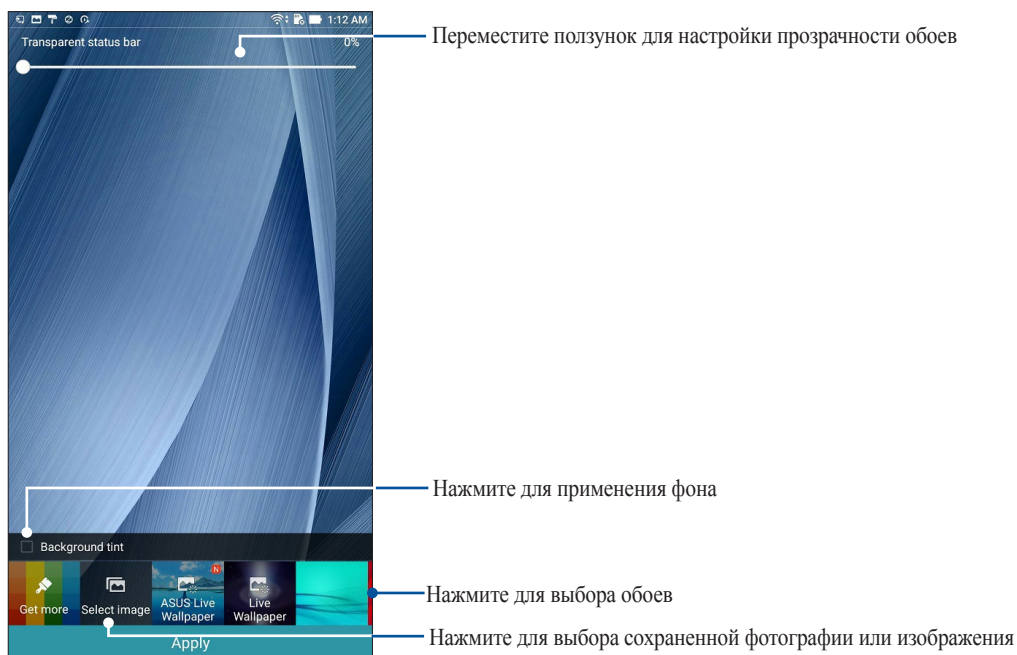 1:12 AM
Transparent status bar 0%
Переместите ползунок для настройки прозрачности обоев
Нажмите для применения фона
Background tint
N
Get more
Select image
ASUS Live
Wallpaper
Live
Wallpaper
Нажмите для выбора обоев
Apply
Нажмите для выбора сохраненной фотографии или изображения